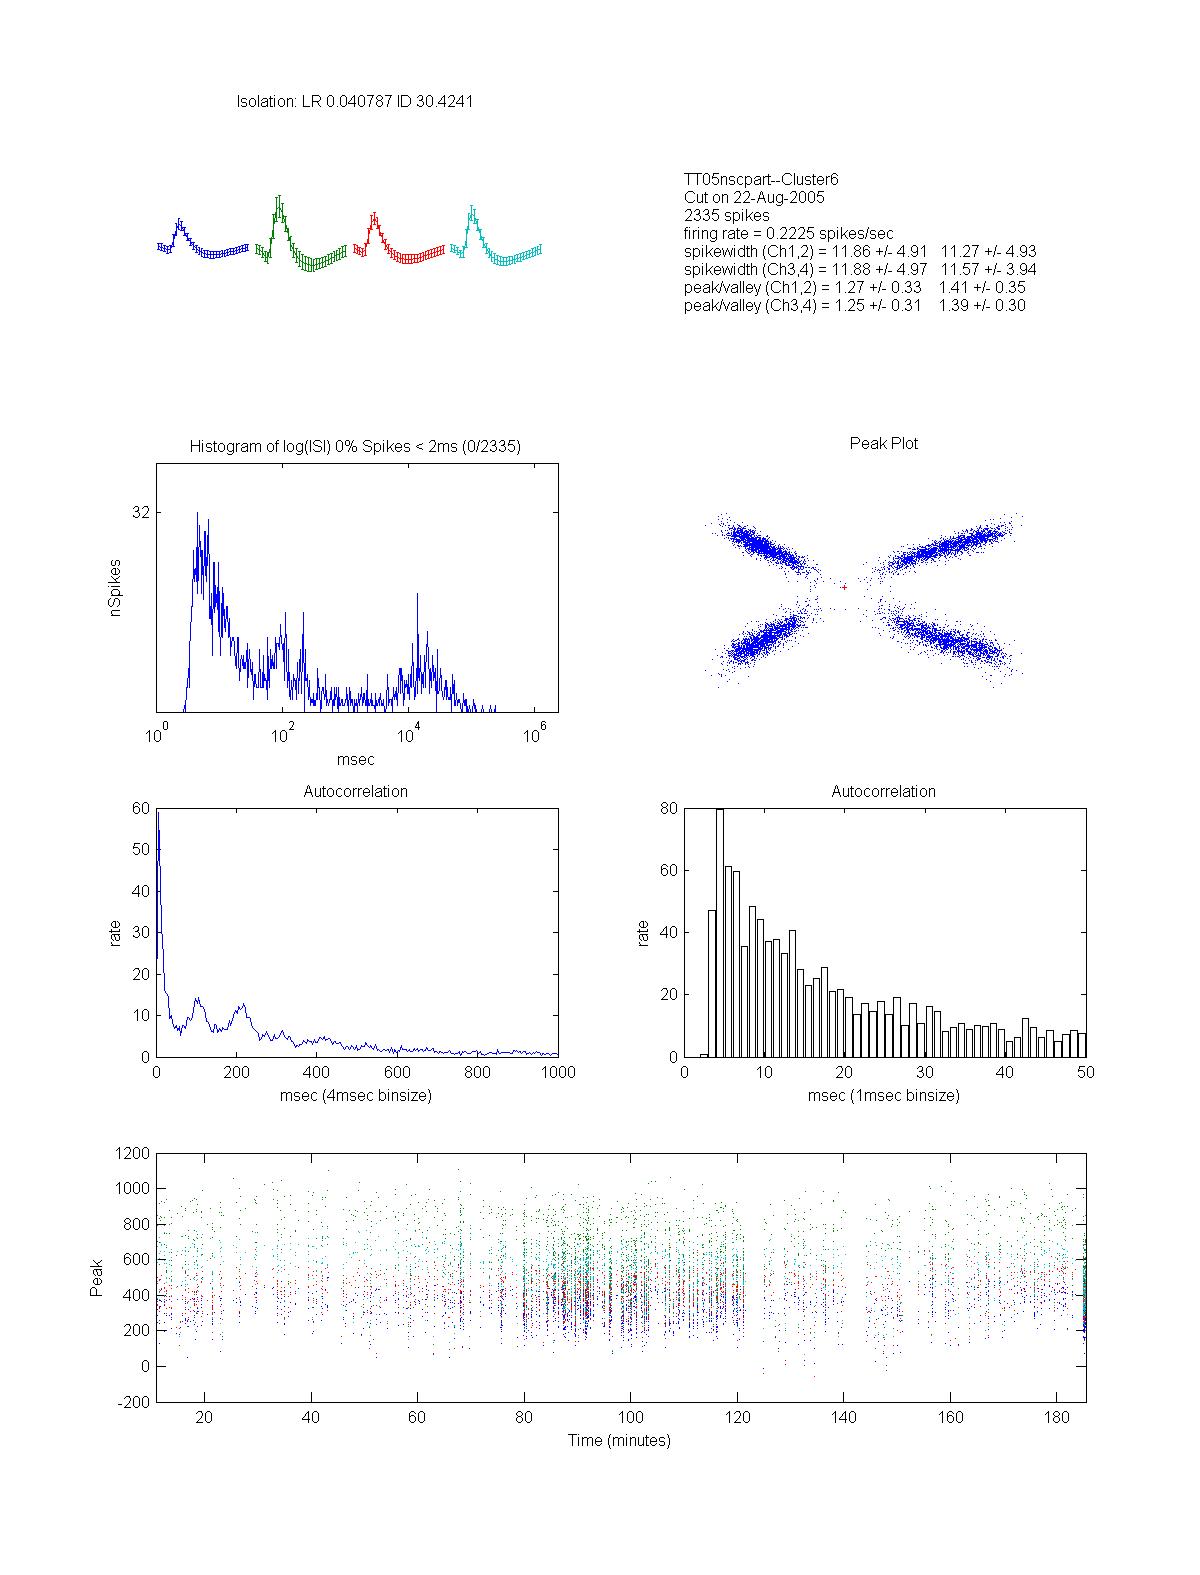 Isolation: LR 0.040787 ID 30.4241
TT05nscpart--Cluster6
Cut on 22-Aug-2005
2335 spikes
firing rate = 0.2225 spikes/sec
spikewidth (Ch1,2) = 11.86 +/- 4.91 11.27 +/- 4.93
spikewidth (Ch3,4) = 11.88 +/- 4.97 11.57 +/- 3.94
peak/valley (Ch1,2) = 1.27 +/- 0.33 1.41 +/- 0.35
peak/valley (Ch3,4) = 1.25 +/- 0.31 1.39 +/- 0.30
Histogram of log(ISI) 0% Spikes < 2ms (0/2335)
32
nSpikes
10^0 10^2 10^4 10^6
msec
Peak Plot
Autocorrelation
60
50
40
30
20
10
0
rate
0 200 400 600 800 1000
msec (4msec binsize)
Autocorrelation
80
60
40
20
0
rate
0 10 20 30 40 50
msec (1msec binsize)
1200
1000
800
600
400
200
0
-200
Peak
20 40 60 80 100 120 140 160 180
Time (minutes)